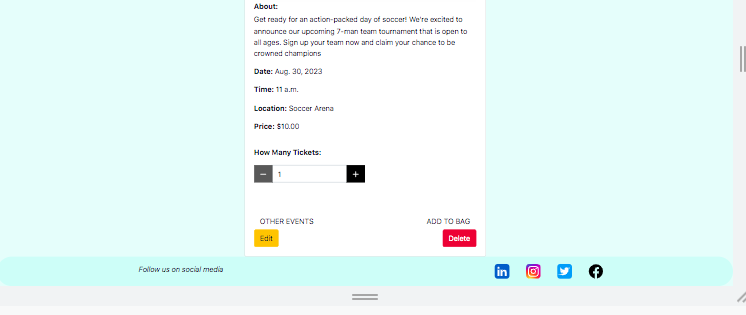 About:
Get ready for an action-packed day of soccer! We're excited to
announce our upcoming 7-man team tournament that is open to
all ages. Sign up your team now and claim your chance to be
crowned champions
Date: Aug. 30, 2023
Time: 11 a.m.
Location: Soccer Arena
Price: $10.00
How Many Tickets:
− 1 +
OTHER EVENTS ADD TO BAG
Edit Delete
Follow us on social media